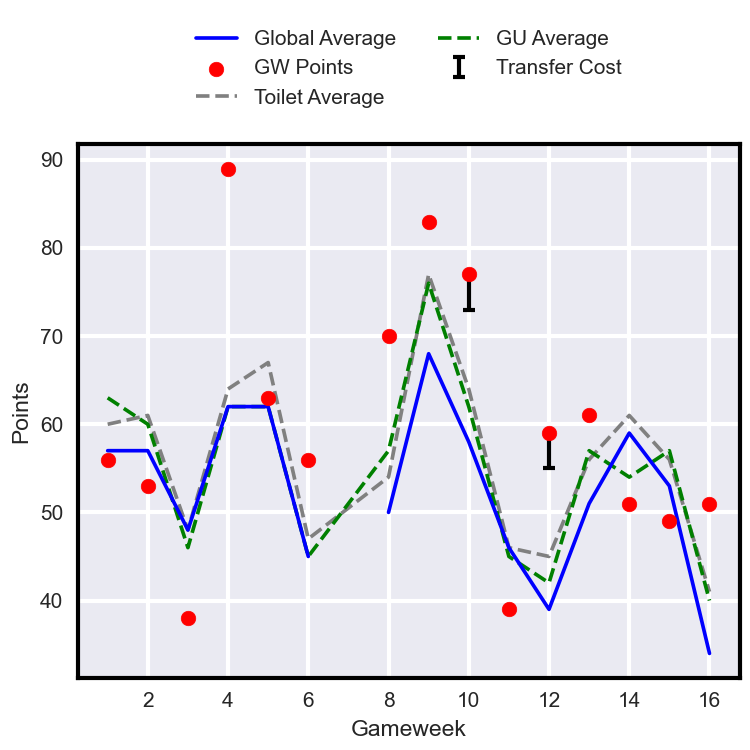 Global Average
GW Points
Toilet Average
GU Average
Transfer Cost
90
80
70
60
50
40
Points
2 4 6 8 10 12 14 16
Gameweek